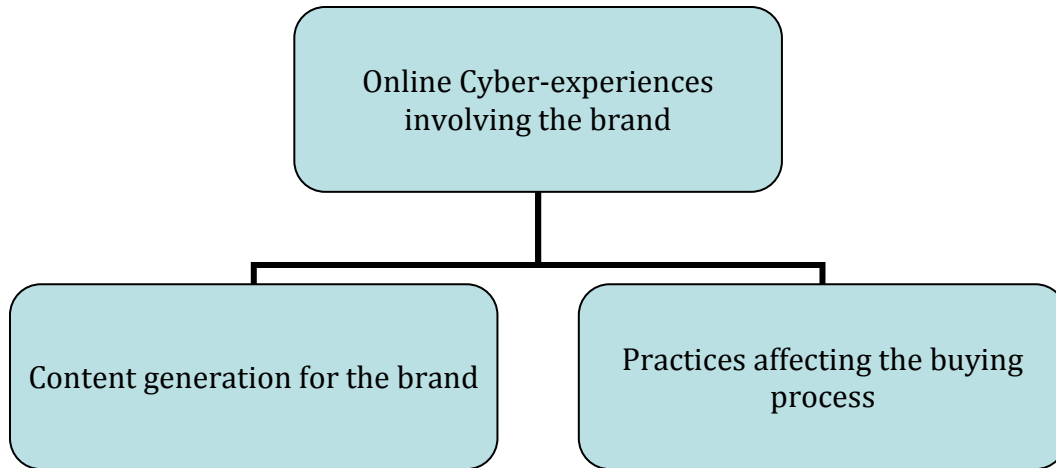 Online Cyber-experiences
involving the brand
Content generation for the brand
Practices affecting the buying
process